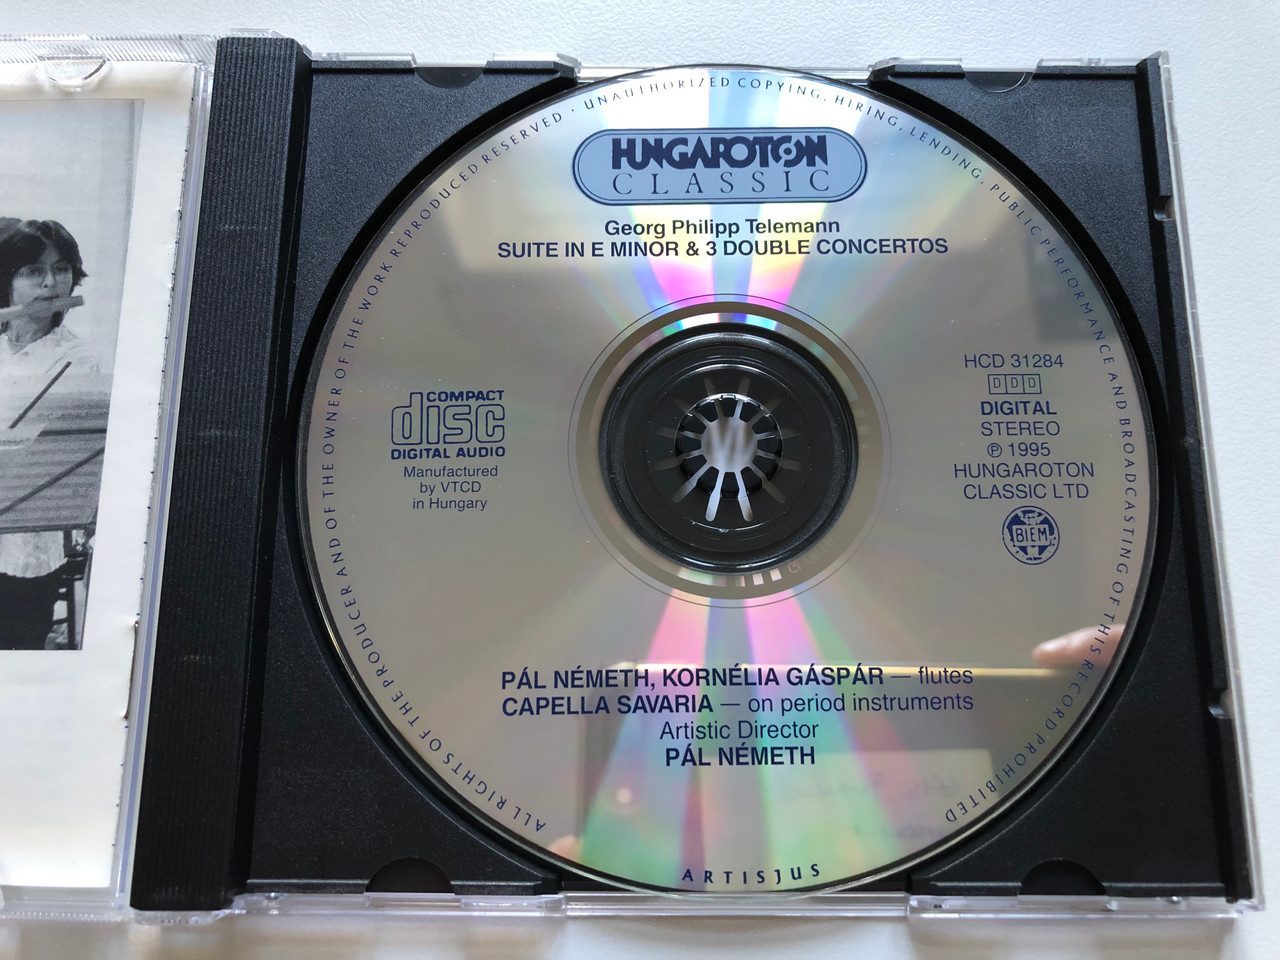 ALL RIGHTS OF THE PRODUCER AND OF THE OWNER OF THE WORK REPRODUCED RESERVED · UNAUTHORIZED COPYING, HIRING, LENDING, PUBLIC PERFORMANCE AND BROADCASTING OF THIS RECORD PROHIBITED
HUNGAROTON
CLASSIC
Georg Philipp Telemann
SUITE IN E MINOR & 3 DOUBLE CONCERTOS
COMPACT
disc
DIGITAL AUDIO
Manufactured
by VTCD
in Hungary
HCD 31284
DDD
DIGITAL
STEREO
℗ 1995
HUNGAROTON
CLASSIC LTD
BIEM
PÁL NÉMETH, KORNÉLIA GÁSPÁR — flutes
CAPELLA SAVARIA — on period instruments
Artistic Director
PÁL NÉMETH
ARTISJUS